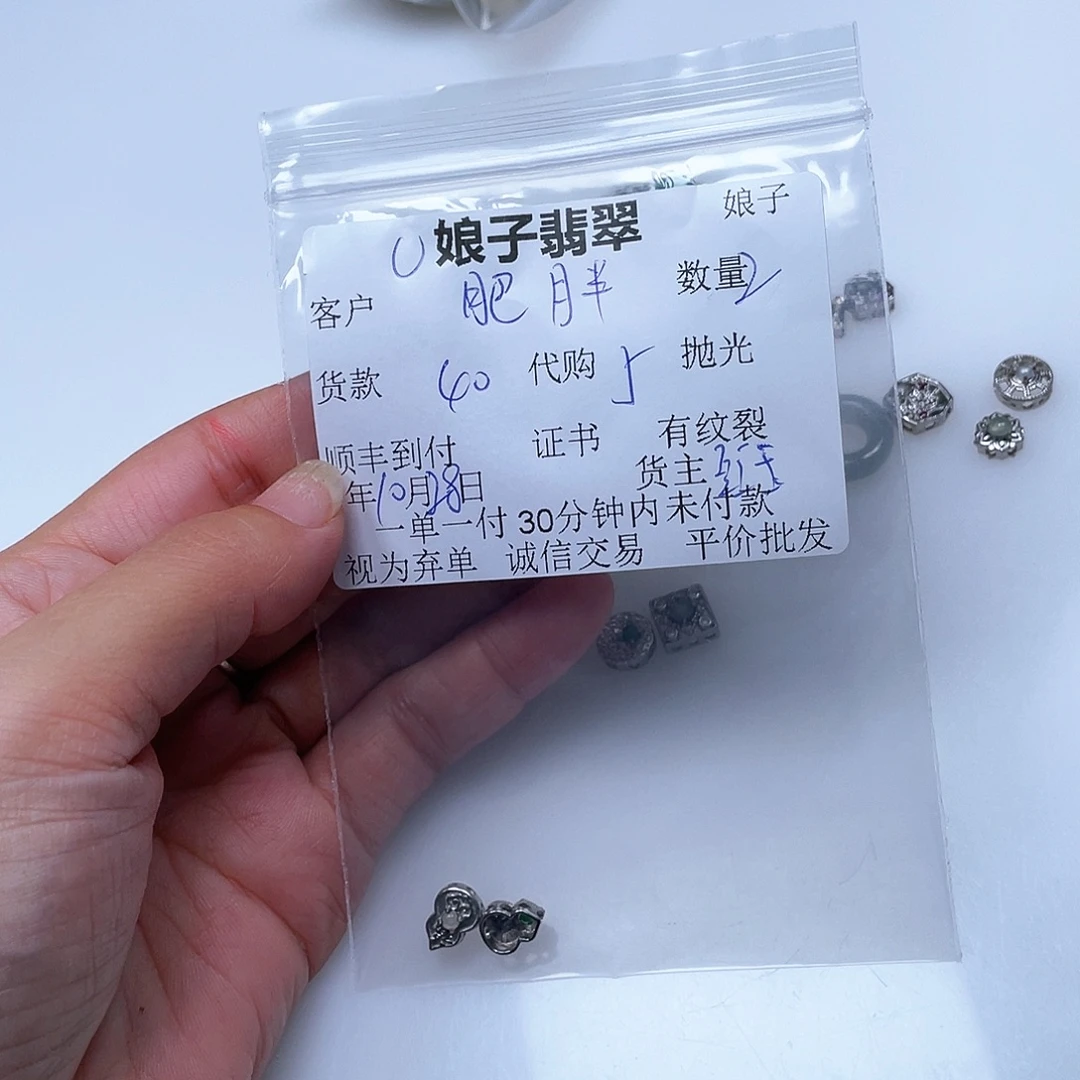 娘子翡翠 娘子
客户 肥胖 数量2
货款 60 代购 5 抛光
顺丰到付 证书 有纹裂
年10月28日 货主
一单一付30分钟内未付款
视为弃单 诚信交易 平价批发